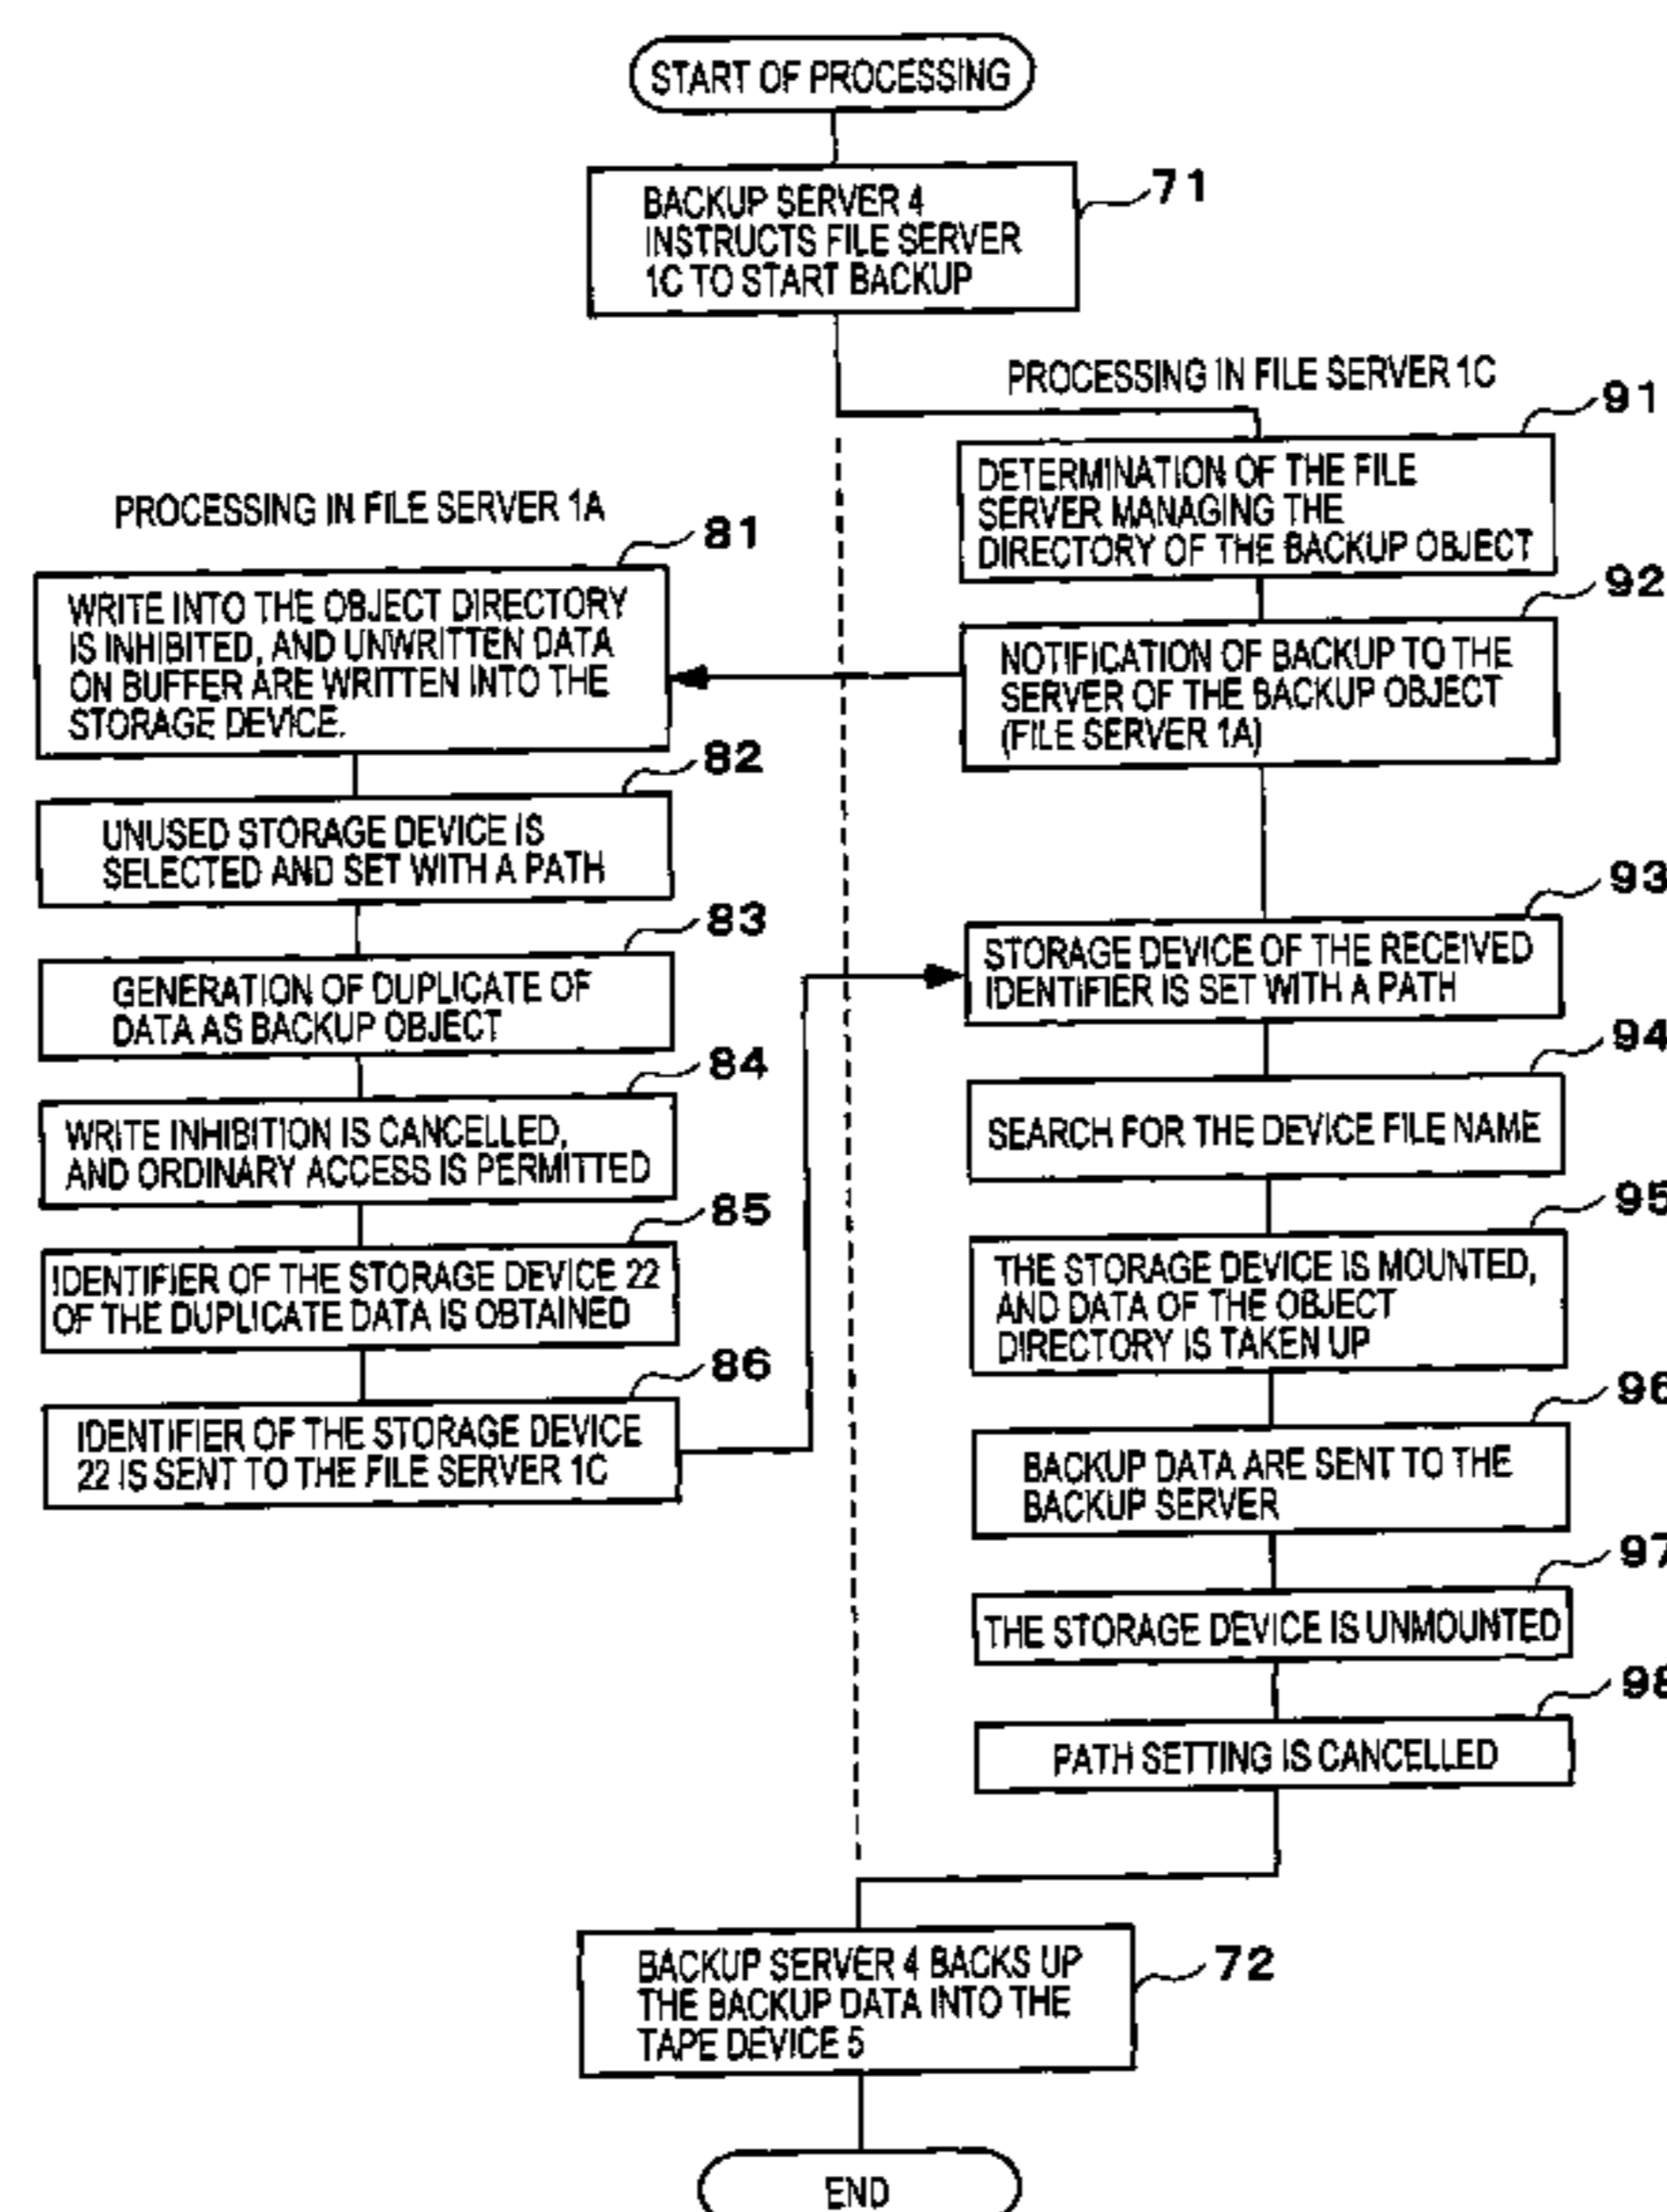 START OF PROCESSING
BACKUP SERVER 4
INSTRUCTS FILE SERVER
1C TO START BACKUP
71
PROCESSING IN FILE SERVER 1C
91
DETERMINATION OF THE FILE
SERVER MANAGING THE
DIRECTORY OF THE BACKUP OBJECT
92
NOTIFICATION OF BACKUP TO THE
SERVER OF THE BACKUP OBJECT
(FILE SERVER 1A)
PROCESSING IN FILE SERVER 1A
81
WRITE INTO THE OBJECT DIRECTORY
IS INHIBITED, AND UNWRITTEN DATA
ON BUFFER ARE WRITTEN INTO THE
STORAGE DEVICE.
82
UNUSED STORAGE DEVICE IS
SELECTED AND SET WITH A PATH
83
GENERATION OF DUPLICATE OF
DATA AS BACKUP OBJECT
84
WRITE INHIBITION IS CANCELLED,
AND ORDINARY ACCESS IS PERMITTED
85
IDENTIFIER OF THE STORAGE DEVICE 22
OF THE DUPLICATE DATA IS OBTAINED
86
IDENTIFIER OF THE STORAGE DEVICE
22 IS SENT TO THE FILE SERVER 1C
93
STORAGE DEVICE OF THE RECEIVED
IDENTIFIER IS SET WITH A PATH
94
SEARCH FOR THE DEVICE FILE NAME
95
THE STORAGE DEVICE IS MOUNTED,
AND DATA OF THE OBJECT
DIRECTORY IS TAKEN UP
96
BACKUP DATA ARE SENT TO THE
BACKUP SERVER
97
THE STORAGE DEVICE IS UNMOUNTED
98
PATH SETTING IS CANCELLED
BACKUP SERVER 4 BACKS UP
THE BACKUP DATA INTO THE
TAPE DEVICE 5
72
END